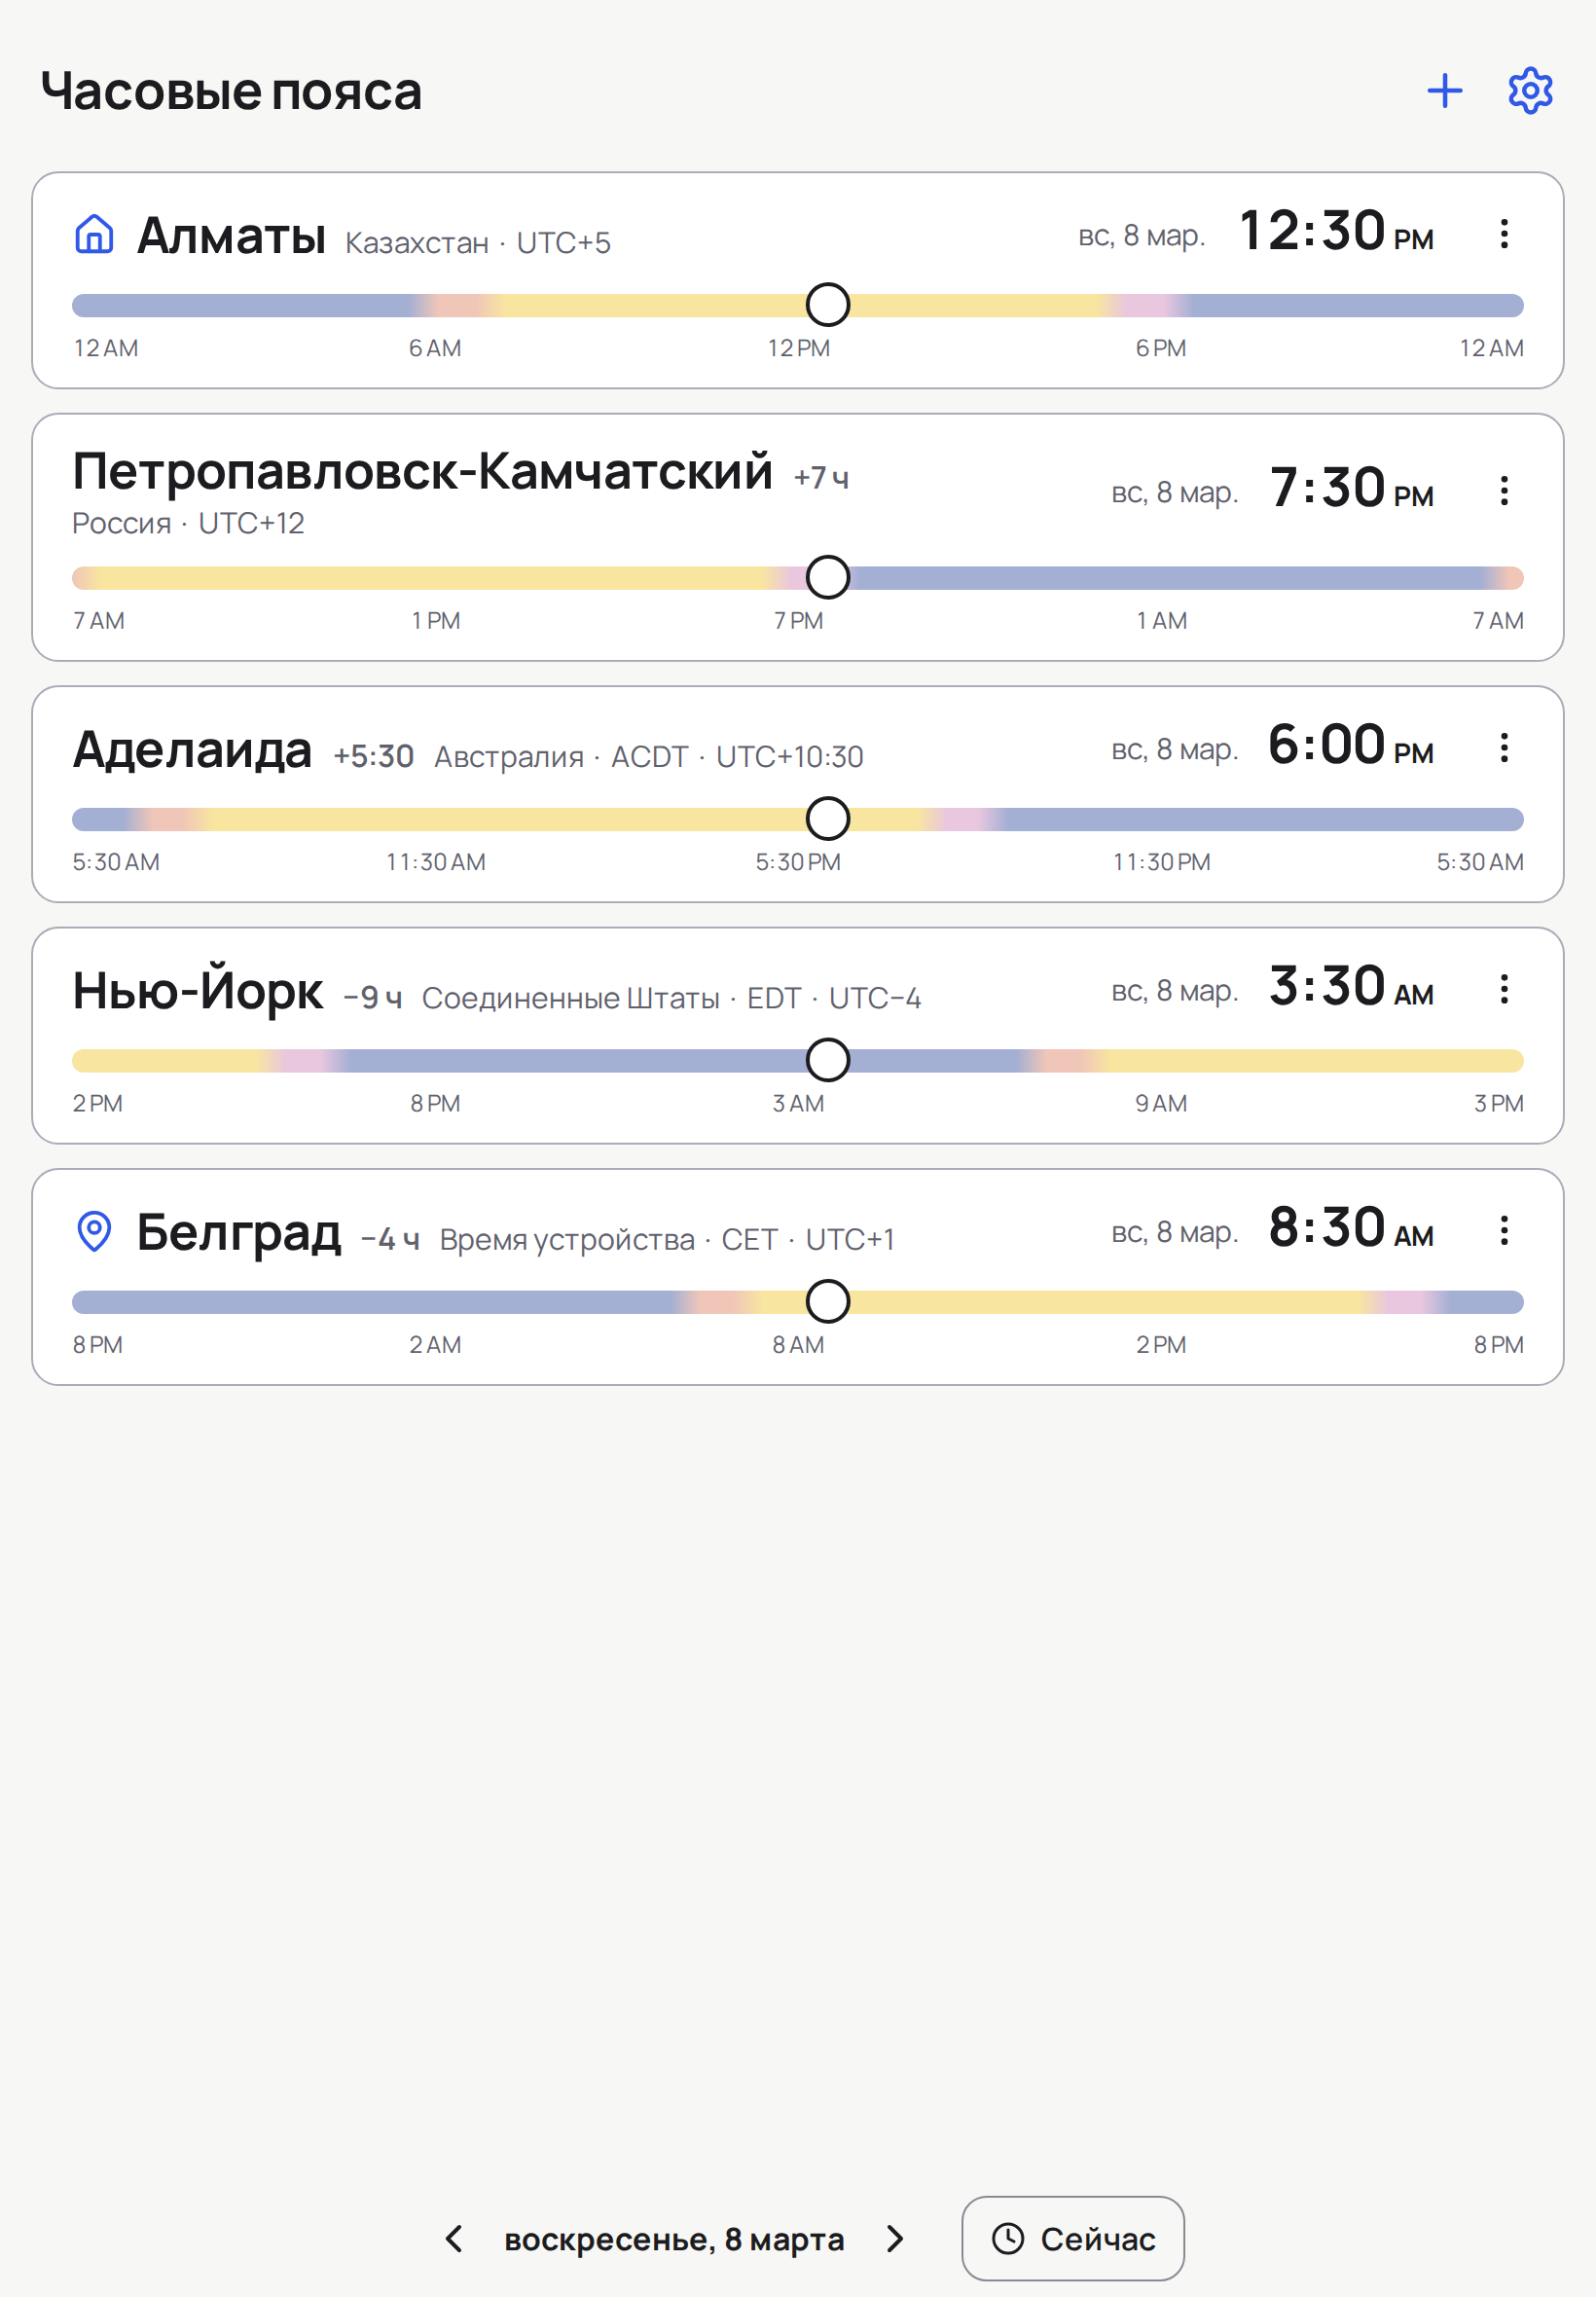 Часовые пояса
Алматы Казахстан · UTC+5 вс, 8 мар. 12:30 PM
12 AM 6 AM 12 PM 6 PM 12 AM
Петропавловск-Камчатский +7 ч
Россия · UTC+12
вс, 8 мар. 7:30 PM
7 AM 1 PM 7 PM 1 AM 7 AM
Аделаида +5:30 Австралия · ACDT · UTC+10:30 вс, 8 мар. 6:00 PM
5:30 AM 11:30 AM 5:30 PM 11:30 PM 5:30 AM
Нью-Йорк −9 ч Соединенные Штаты · EDT · UTC−4 вс, 8 мар. 3:30 AM
2 PM 8 PM 3 AM 9 AM 3 PM
Белград −4 ч Время устройства · CET · UTC+1 вс, 8 мар. 8:30 AM
8 PM 2 AM 8 AM 2 PM 8 PM
воскресенье, 8 марта Сейчас